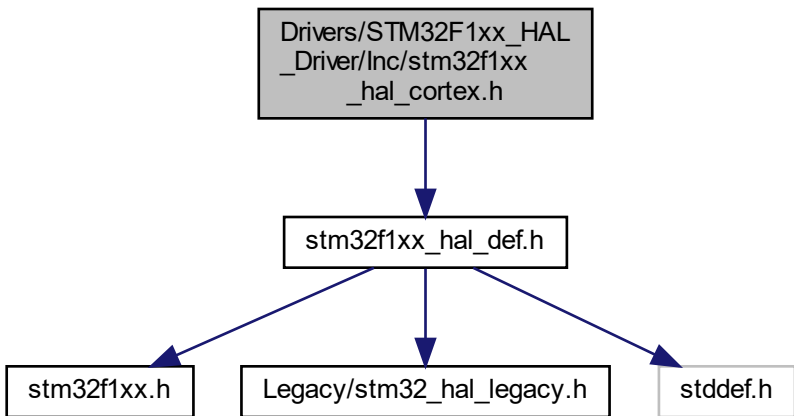 Drivers/STM32F1xx_HAL
_Driver/Inc/stm32f1xx
_hal_cortex.h
stm32f1xx_hal_def.h
stm32f1xx.h
Legacy/stm32_hal_legacy.h
stddef.h